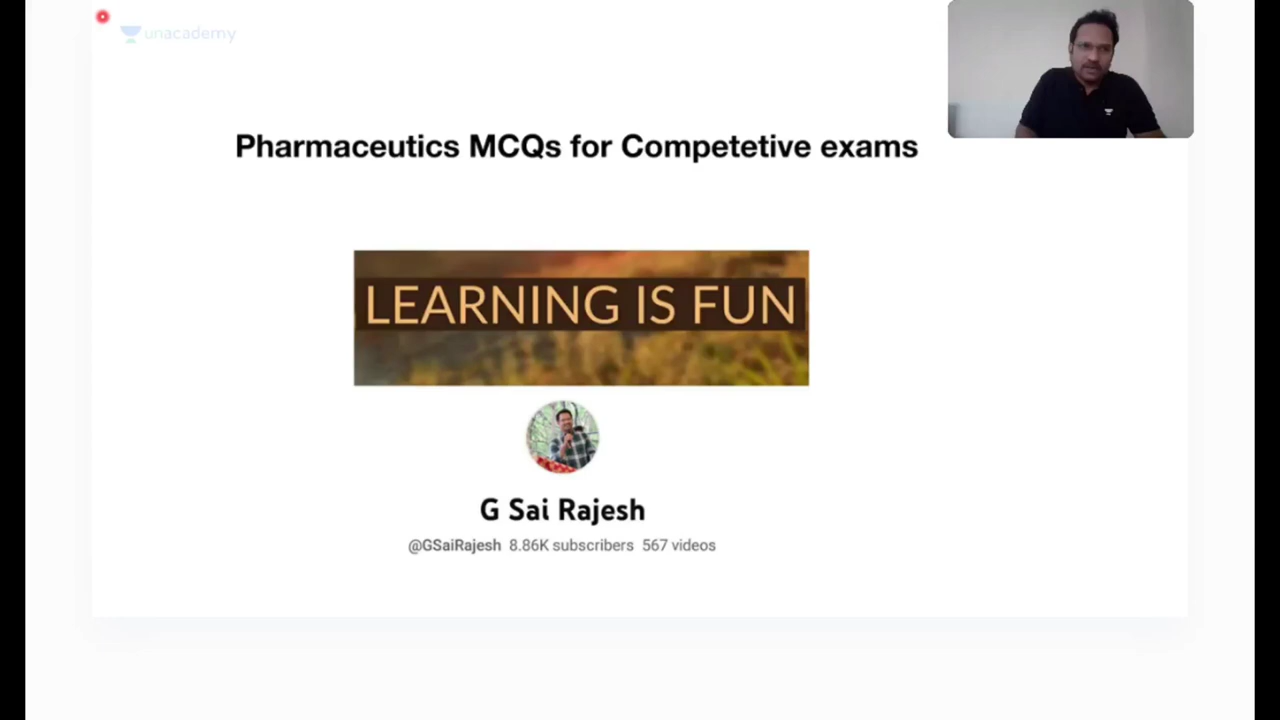 unacademy
Pharmaceutics MCQs for Competetive exams
LEARNING IS FUN
G Sai Rajesh
@GSaiRajesh 8.86K subscribers 567 videos